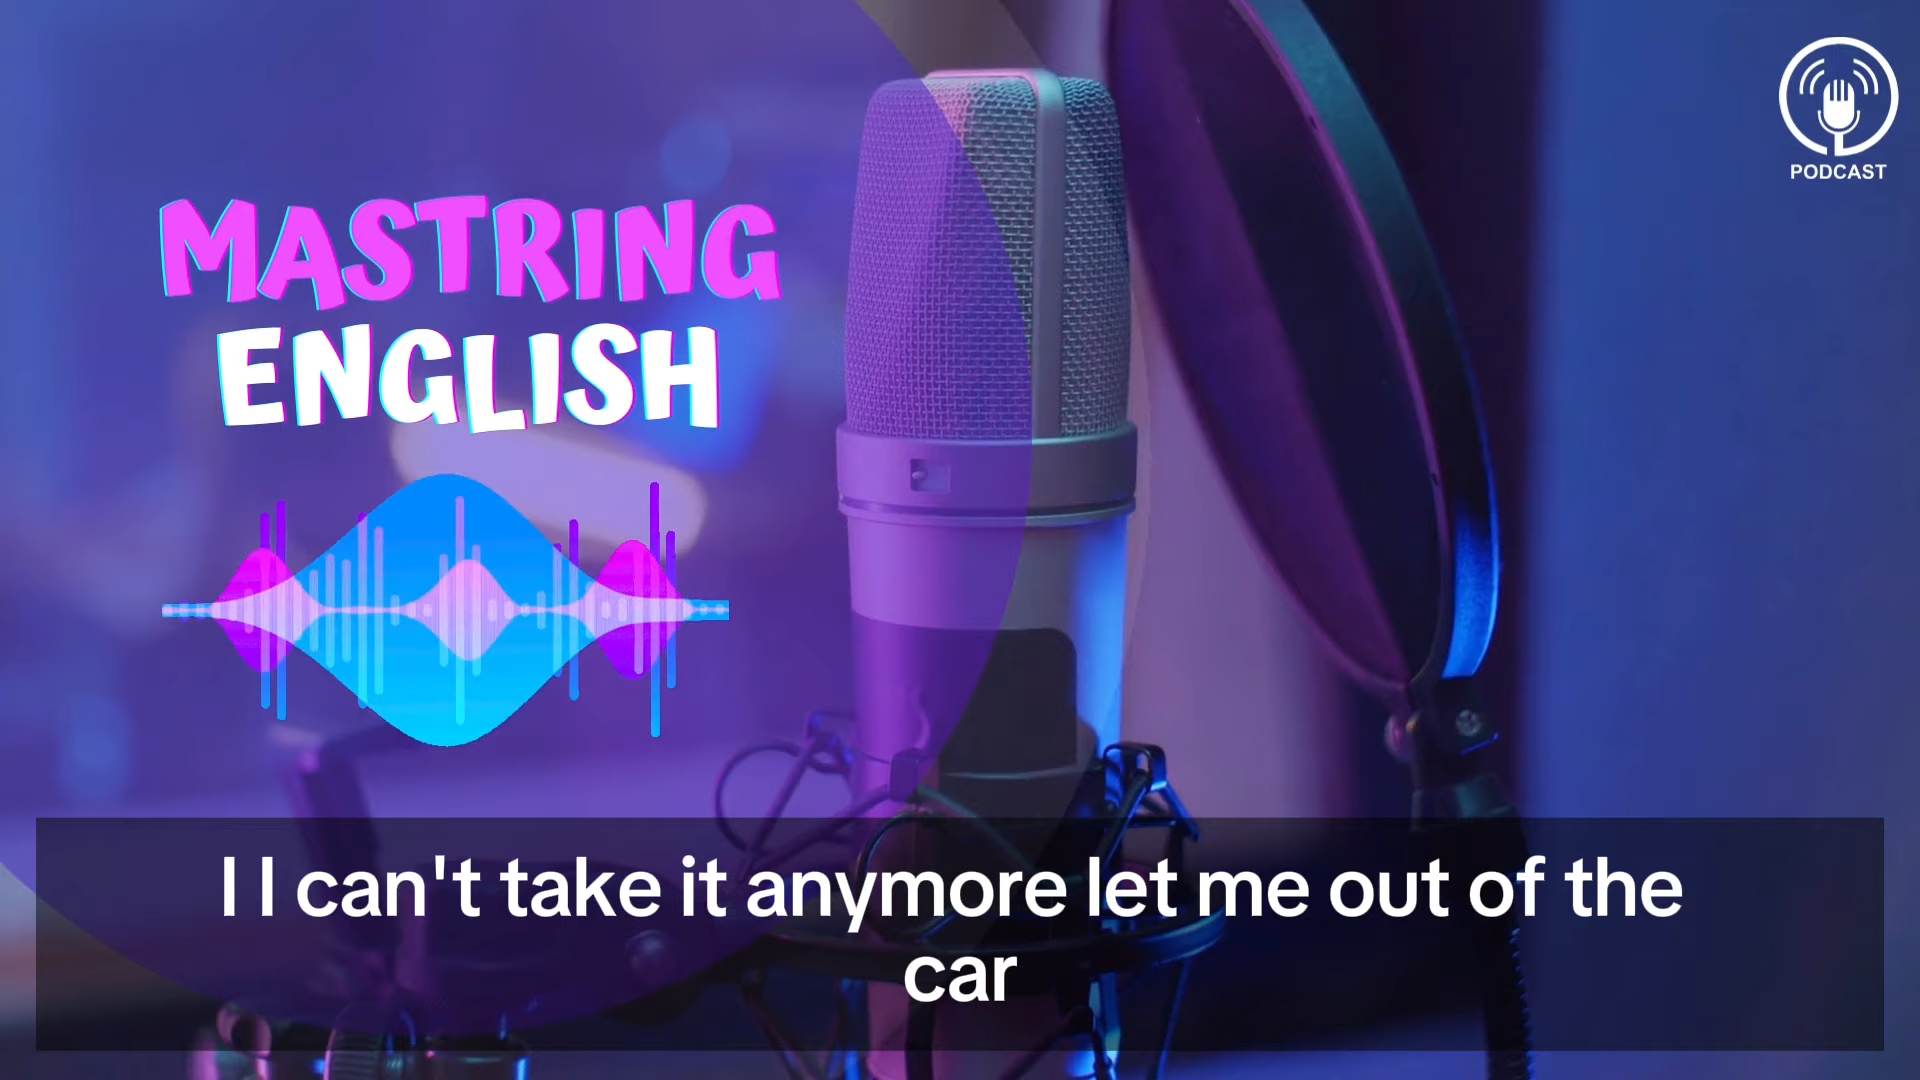 PODCAST
MASTRING
ENGLISH
I I can't take it anymore let me out of the
car